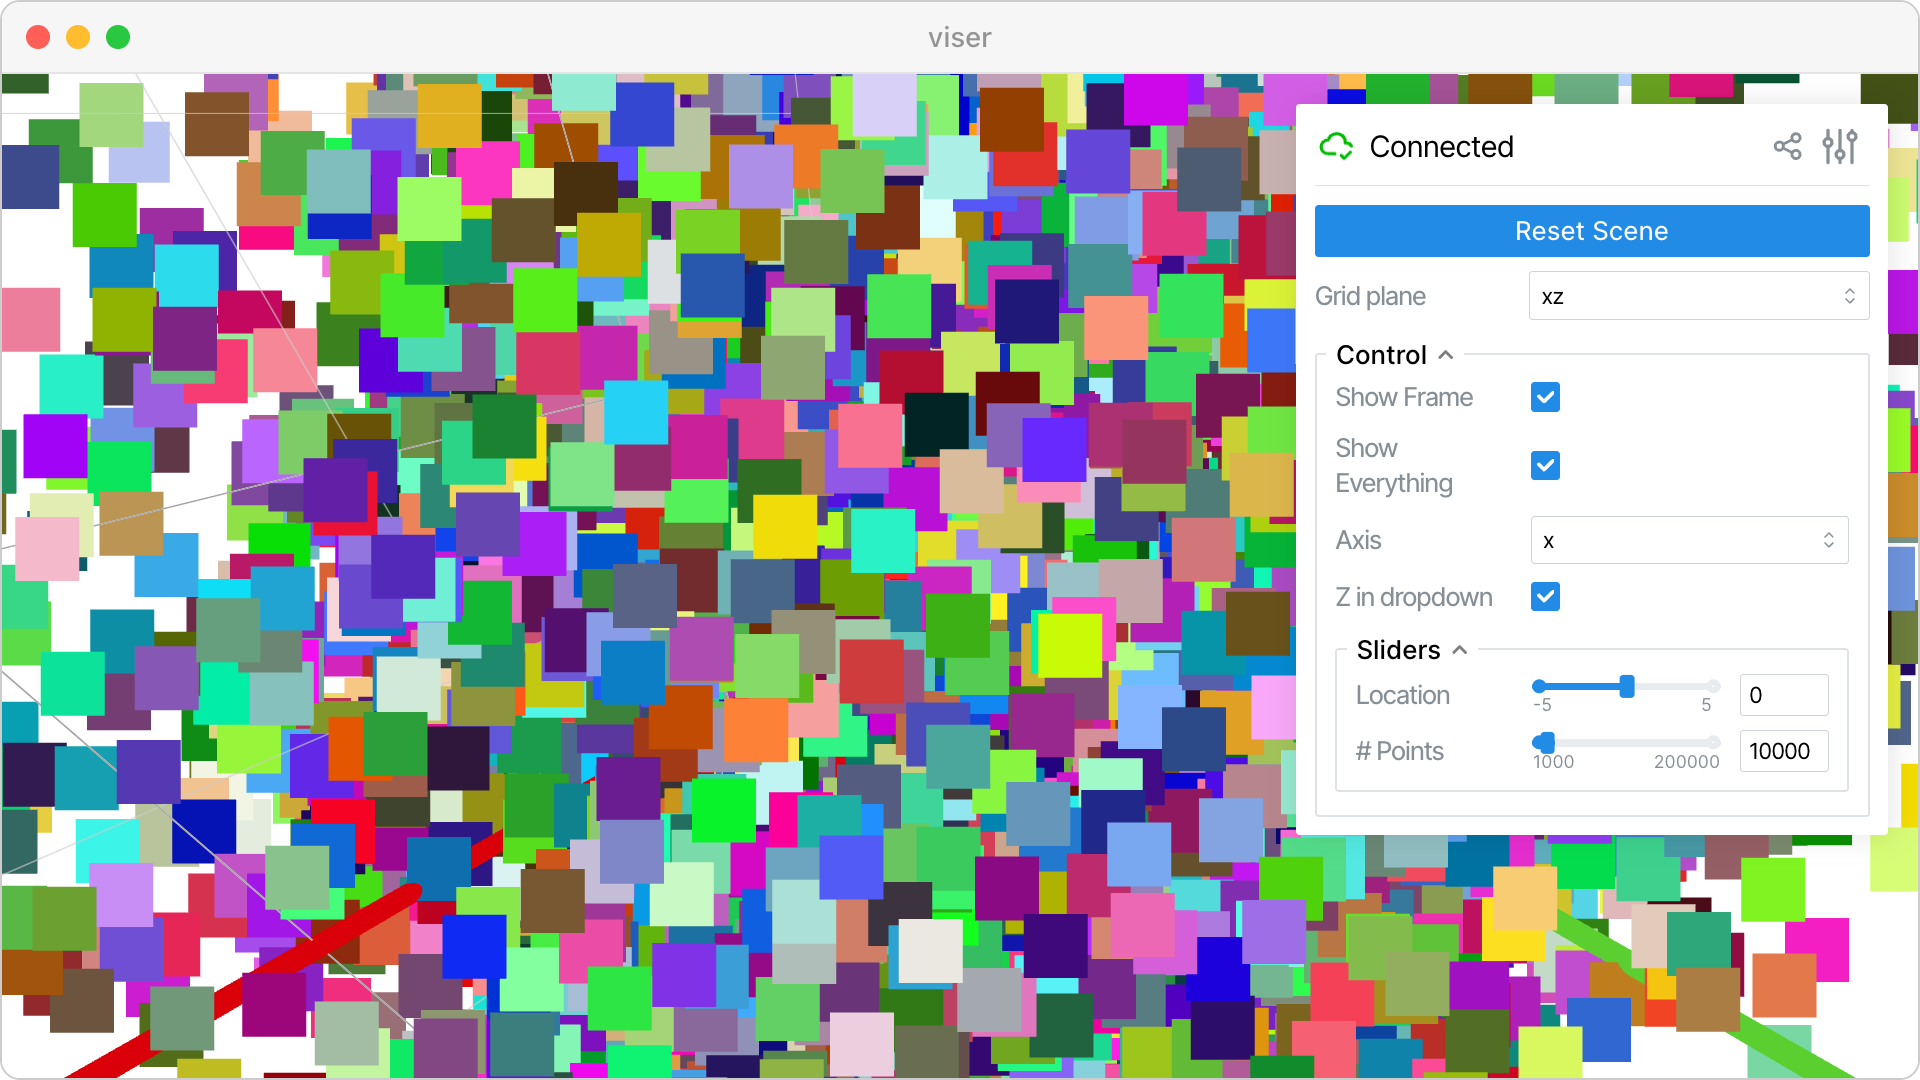 viser
Connected
Reset Scene
Grid plane
xz
Control
Show Frame
Show
Everything
Axis
x
Z in dropdown
Sliders
Location
-5
5
0
# Points
1000
200000
10000